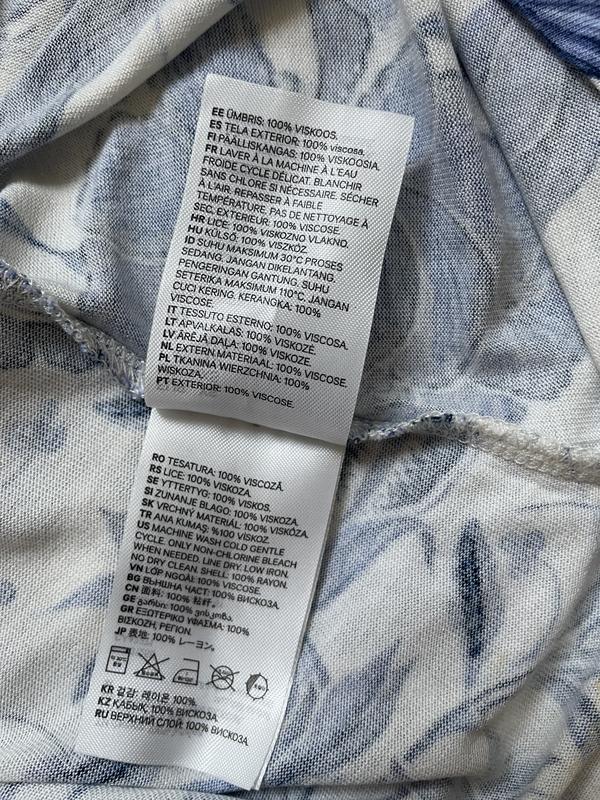 EE ÜMBRIS: 100% VISKOOS.
ES TELA EXTERIOR: 100% viscosa.
FI PÄÄLLISKANGAS: 100% VISKOOSIA.
FR LAVER À LA MACHINE À L'EAU
FROIDE CYCLE DÉLICAT. BLANCHIR
SANS CHLORE SI NÉCESSAIRE. SÉCHER
À L'AIR. REPASSER À FAIBLE
TEMPÉRATURE. PAS DE NETTOYAGE À
SEC. EXTERIEUR: 100% VISCOSE.
HR LICE: 100% VISKOZNO VLAKNO.
HU KÜLSŐ: 100% VISZKÓZ.
ID SUHU MAKSIMUM 30°C PROSES
SEDANG. JANGAN DIKELANTANG.
PENGERINGAN GANTUNG. SUHU
SETERIKA MAKSIMUM 110°C. JANGAN
CUCI KERING. KERANGKA: 100%
VISCOSE.
IT TESSUTO ESTERNO: 100% VISCOSA.
LT APVALKALAS: 100% VISKOZĖ.
LV ĀRĒJĀ DAĻA: 100% VISKOZE.
NL EXTERN MATERIAAL: 100% VISCOSE.
PL TKANINA WIERZCHNIA: 100%
WISKOZA.
PT EXTERIOR: 100% VISCOSE.
RO TESATURA: 100% VISCOZĂ.
RS LICE: 100% VISKOZA.
SE YTTERTYG: 100% VISKOS.
SI ZUNANJE BLAGO: 100% VISKOZA.
SK VRCHNÝ MATERIÁL: 100% VISKÓZA.
TR ANA KUMAŞ: %100 VİSKOZ.
US MACHINE WASH COLD GENTLE
CYCLE. ONLY NON-CHLORINE BLEACH
WHEN NEEDED. LINE DRY. LOW IRON.
NO DRY CLEAN. SHELL: 100% RAYON.
VN LỚP NGOÀI: 100% VISCOSE.
BG ВЪНШНА ЧАСТ: 100% ВИСКОЗА.
CN 面料: 100% 粘纤。
GE გარსი: 100% ვისკოზა.
GR ΕΞΩΤΕΡΙΚΟ ΥΦΑΣΜΑ: 100%
ΒΙΣΚΟΖΗ, ΡΕΓΙΟΝ.
JP 表地: 100% レーヨン。
KR 겉감: 레이온 100%.
KZ ҚАБЫҚ: 100% ВИСКОЗА.
RU ВЕРХНИЙ СЛОЙ: 100% ВИСКОЗА.